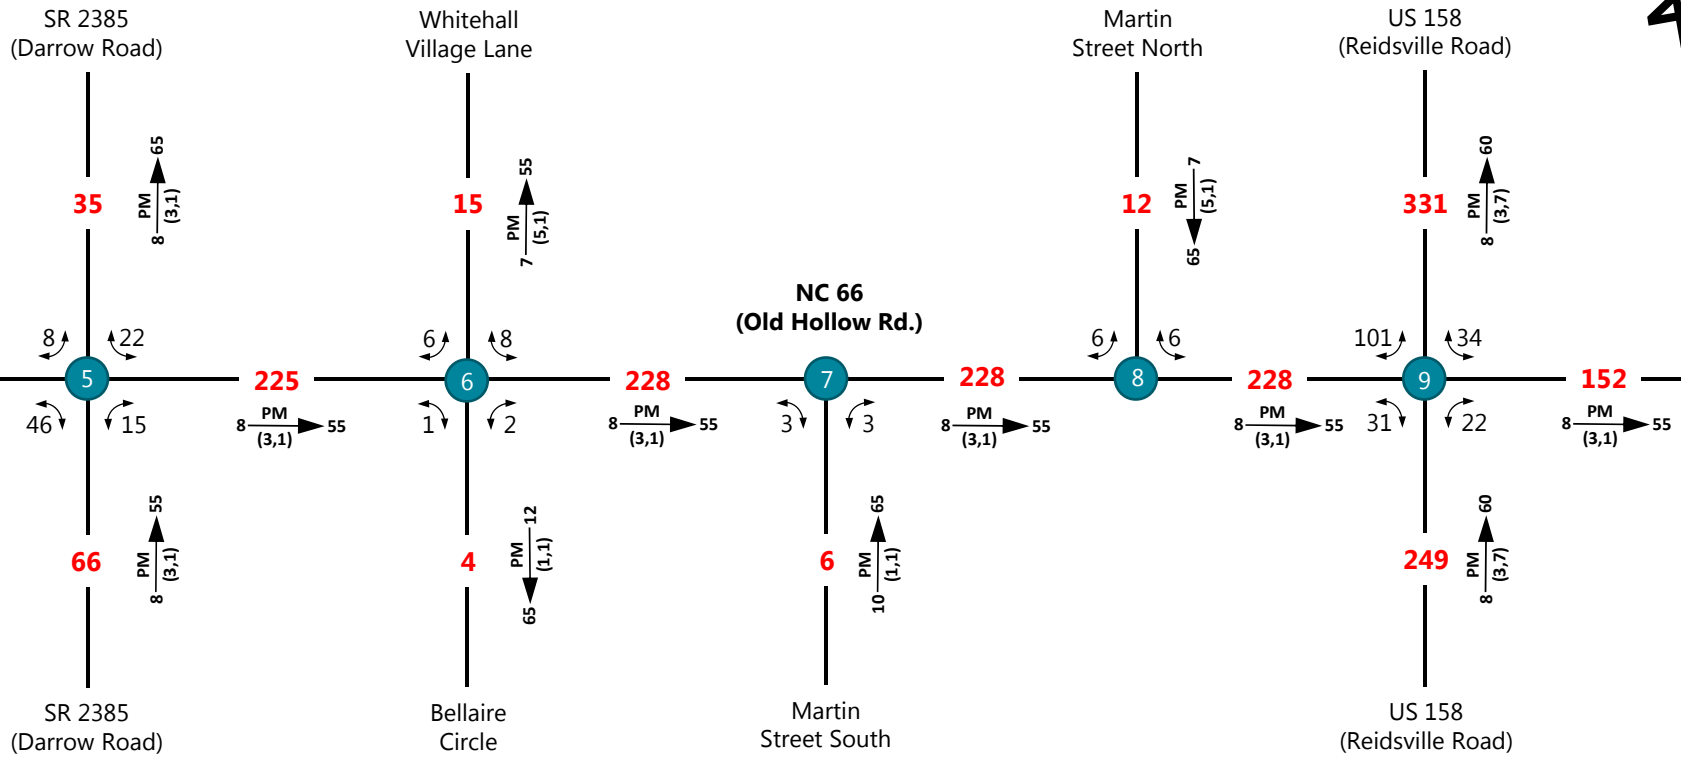 SR 2385
(Darrow Road)
Whitehall
Village Lane
Martin
Street North
US 158
(Reidsville Road)
35
PM
(3,1)
8
65
15
PM
(5,1)
7
55
12
PM
(5,1)
7
65
331
PM
(3,7)
8
60
NC 66
(Old Hollow Rd.)
8
22
6
8
6
6
101
34
5
225
6
228
7
228
8
228
9
152
46
15
1
2
3
3
31
22
8 PM 55
(3,1)
8 PM 55
(3,1)
8 PM 55
(3,1)
8 PM 55
(3,1)
8 PM 55
(3,1)
66
PM
(3,1)
8
55
4
PM
(1,1)
12
65
6
PM
(1,1)
10
65
249
PM
(3,7)
8
60
SR 2385
(Darrow Road)
Bellaire
Circle
Martin
Street South
US 158
(Reidsville Road)